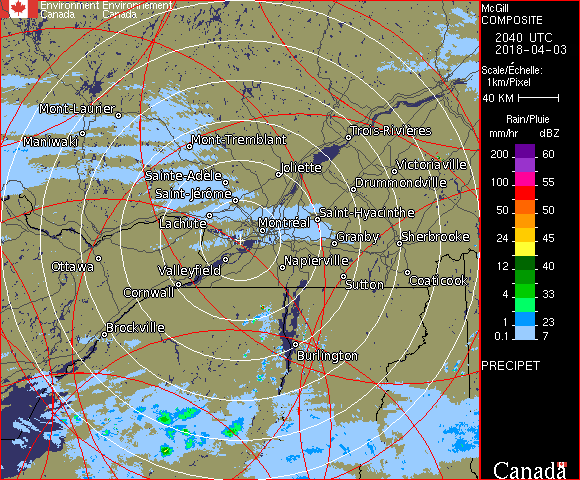 Environment Environnement
Canada Canada
McGill
COMPOSITE
2040 UTC
2018-04-03
Scale/Échelle:
1km/Pixel
40 KM
Rain/Pluie
mm/hr dBZ
200 60
150 57
100 55
50 50
24 45
12 40
4 33
1 23
0.1 7
PRECIPET
Canada
Mont-Laurier
Maniwaki
Mont-Tremblant
Trois-Rivières
Joliette
Victoriaville
Sainte-Adèle
Drummondville
Saint-Jérôme
Saint-Hyacinthe
Lachute
Montréal
Granby
Sherbrooke
Ottawa
Valleyfield
Napierville
Cornwall
Sutton
Coaticook
Brockville
Burlington